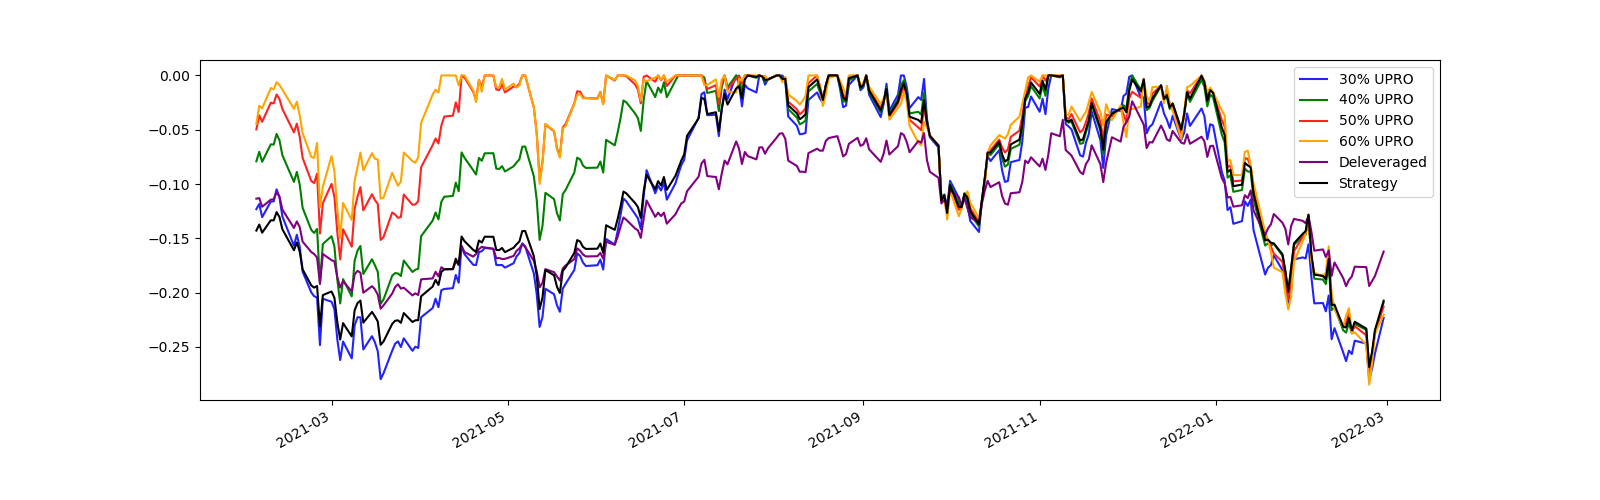 0.00
−0.05
−0.10
−0.15
−0.20
−0.25
2021-03
2021-05
2021-07
2021-09
2021-11
2022-01
2022-03
30% UPRO
40% UPRO
50% UPRO
60% UPRO
Deleveraged
Strategy